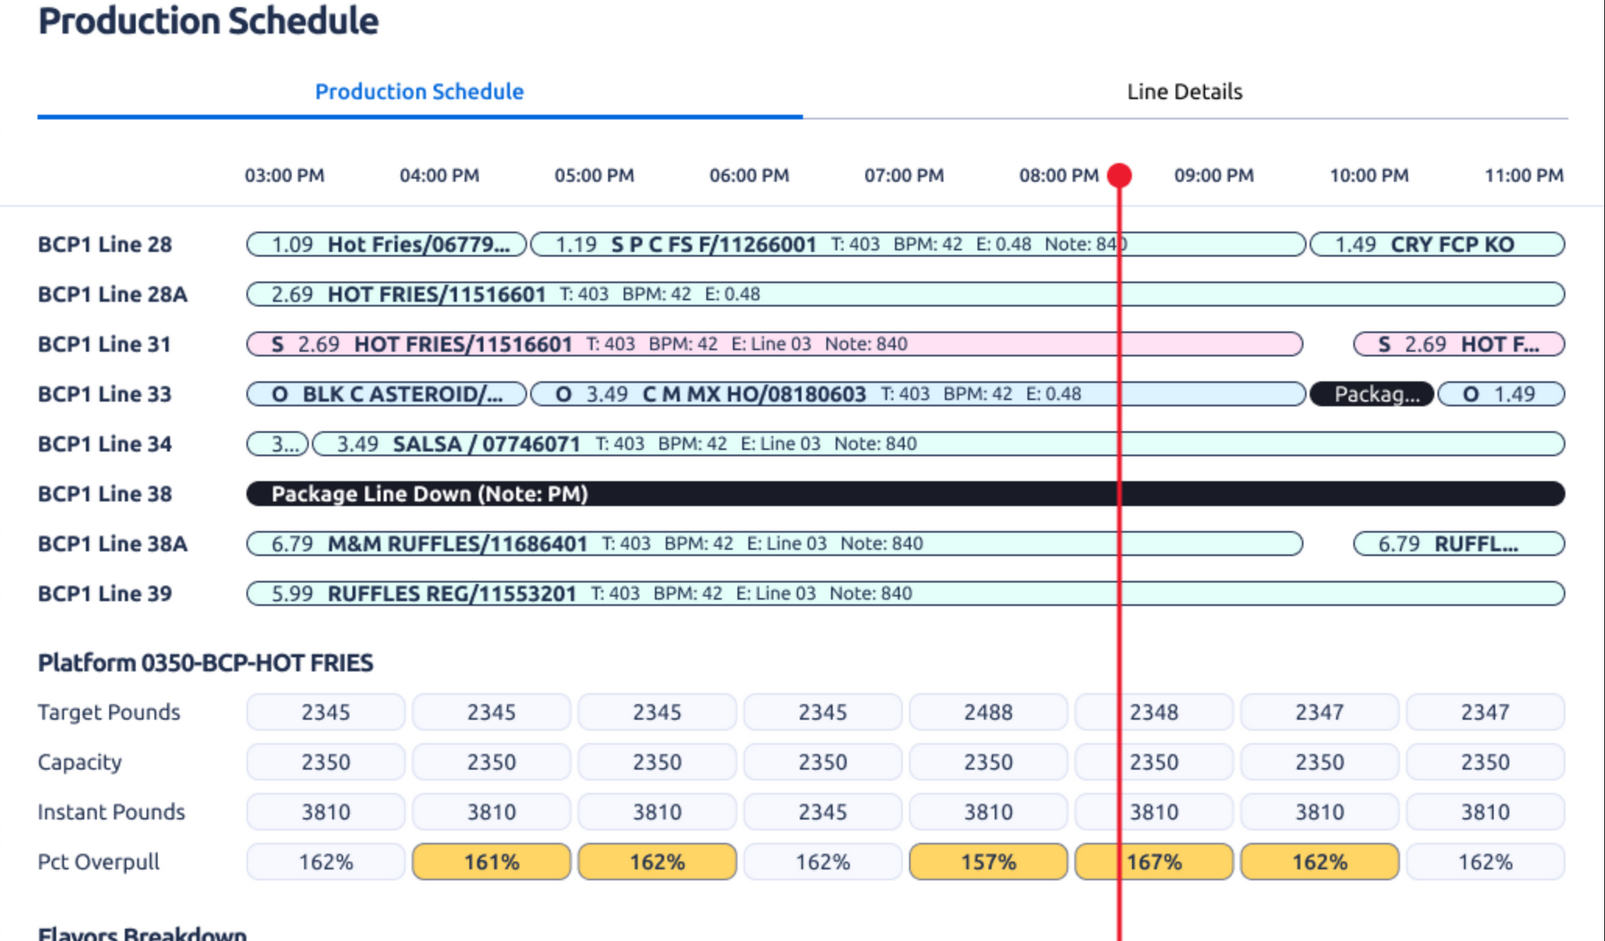 Production Schedule
Production Schedule Line Details
03:00 PM 04:00 PM 05:00 PM 06:00 PM 07:00 PM 08:00 PM 09:00 PM 10:00 PM 11:00 PM
BCP1 Line 28 1.09 Hot Fries/06779... 1.19 S P C FS F/11266001 T: 403 BPM: 42 E: 0.48 Note: 840 1.49 CRY FCP KO
BCP1 Line 28A 2.69 HOT FRIES/11516601 T: 403 BPM: 42 E: 0.48
BCP1 Line 31 S 2.69 HOT FRIES/11516601 T: 403 BPM: 42 E: Line 03 Note: 840 S 2.69 HOT F...
BCP1 Line 33 O BLK C ASTEROID/... O 3.49 C M MX HO/08180603 T: 403 BPM: 42 E: 0.48 Packag... O 1.49
BCP1 Line 34 3... 3.49 SALSA / 07746071 T: 403 BPM: 42 E: Line 03 Note: 840
BCP1 Line 38 Package Line Down (Note: PM)
BCP1 Line 38A 6.79 M&M RUFFLES/11686401 T: 403 BPM: 42 E: Line 03 Note: 840 6.79 RUFFL...
BCP1 Line 39 5.99 RUFFLES REG/11553201 T: 403 BPM: 42 E: Line 03 Note: 840
Platform 0350-BCP-HOT FRIES
Target Pounds 2345 2345 2345 2345 2488 2348 2347 2347
Capacity 2350 2350 2350 2350 2350 2350 2350 2350
Instant Pounds 3810 3810 3810 2345 3810 3810 3810 3810
Pct Overpull 162% 161% 162% 162% 157% 167% 162% 162%
Flavors Breakdown